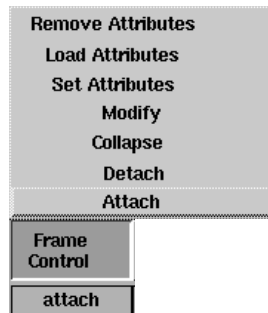 Remove Attributes
Load Attributes
Set Attributes
Modify
Collapse
Detach
Attach
Frame
Control
attach